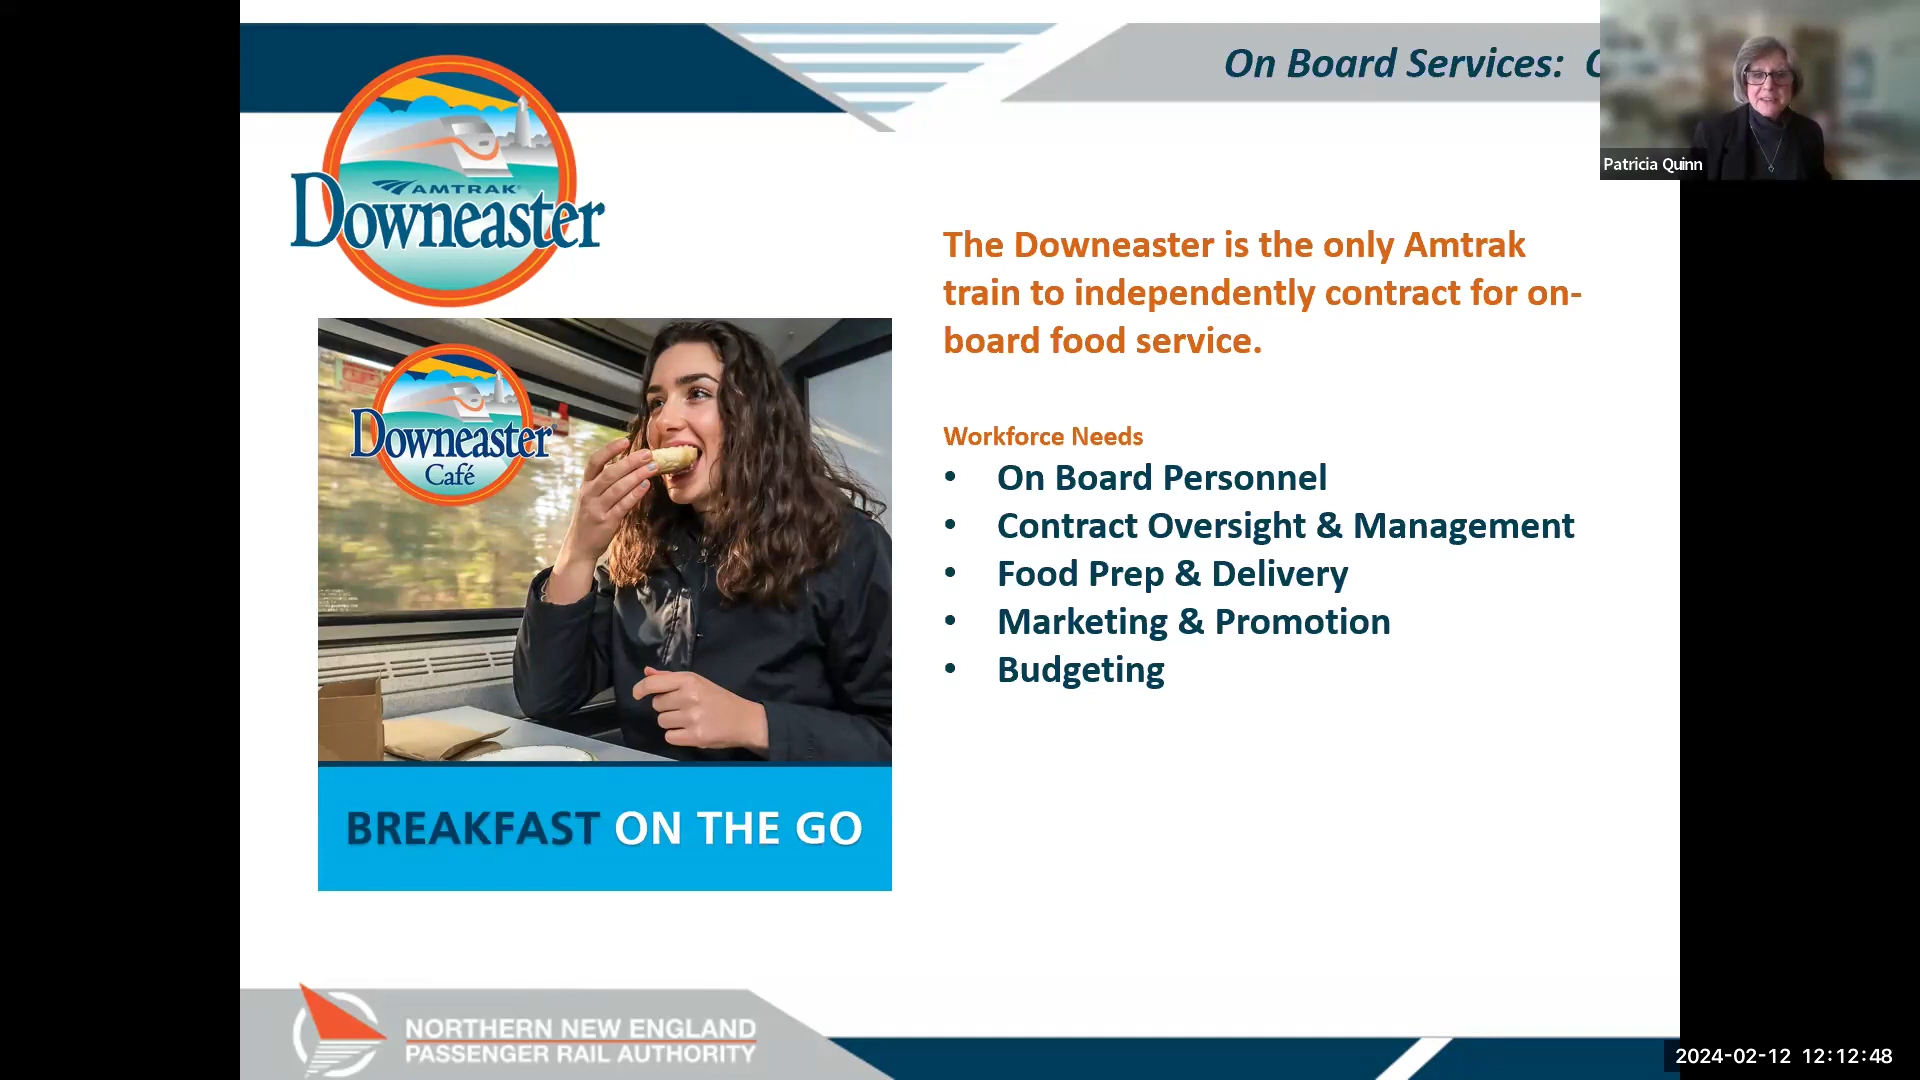 On Board Services:
Patricia Quinn
AMTRAK
Downeaster
The Downeaster is the only Amtrak
train to independently contract for on-
board food service.
Downeaster
Café
Workforce Needs
• On Board Personnel
• Contract Oversight & Management
• Food Prep & Delivery
• Marketing & Promotion
• Budgeting
BREAKFAST ON THE GO
NORTHERN NEW ENGLAND
PASSENGER RAIL AUTHORITY
2024-02-12 12:12:48